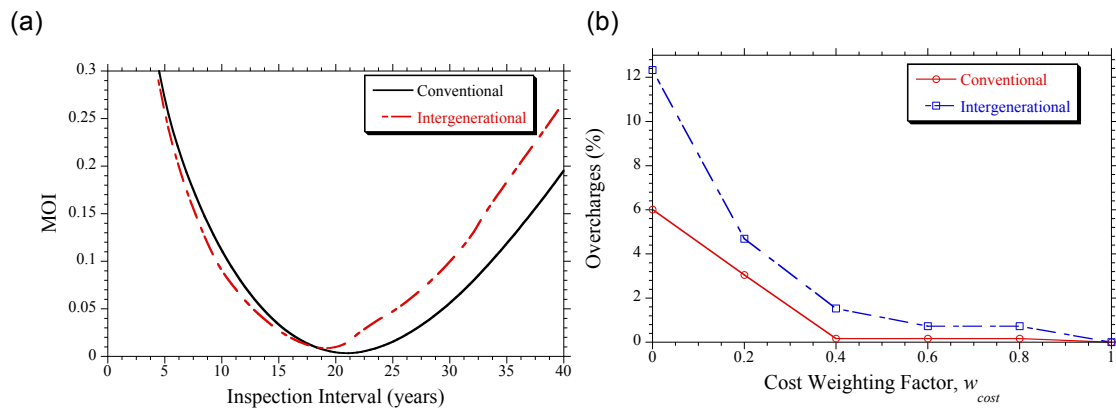 (a)
MOI
0.3
0.25
0.2
0.15
0.1
0.05
0
0 5 10 15 20 25 30 35 40
Inspection Interval (years)
Conventional
Intergenerational
(b)
Overcharges (%)
12
10
8
6
4
2
0
0 0.2 0.4 0.6 0.8 1
Cost Weighting Factor, w_cost
Conventional
Intergenerational